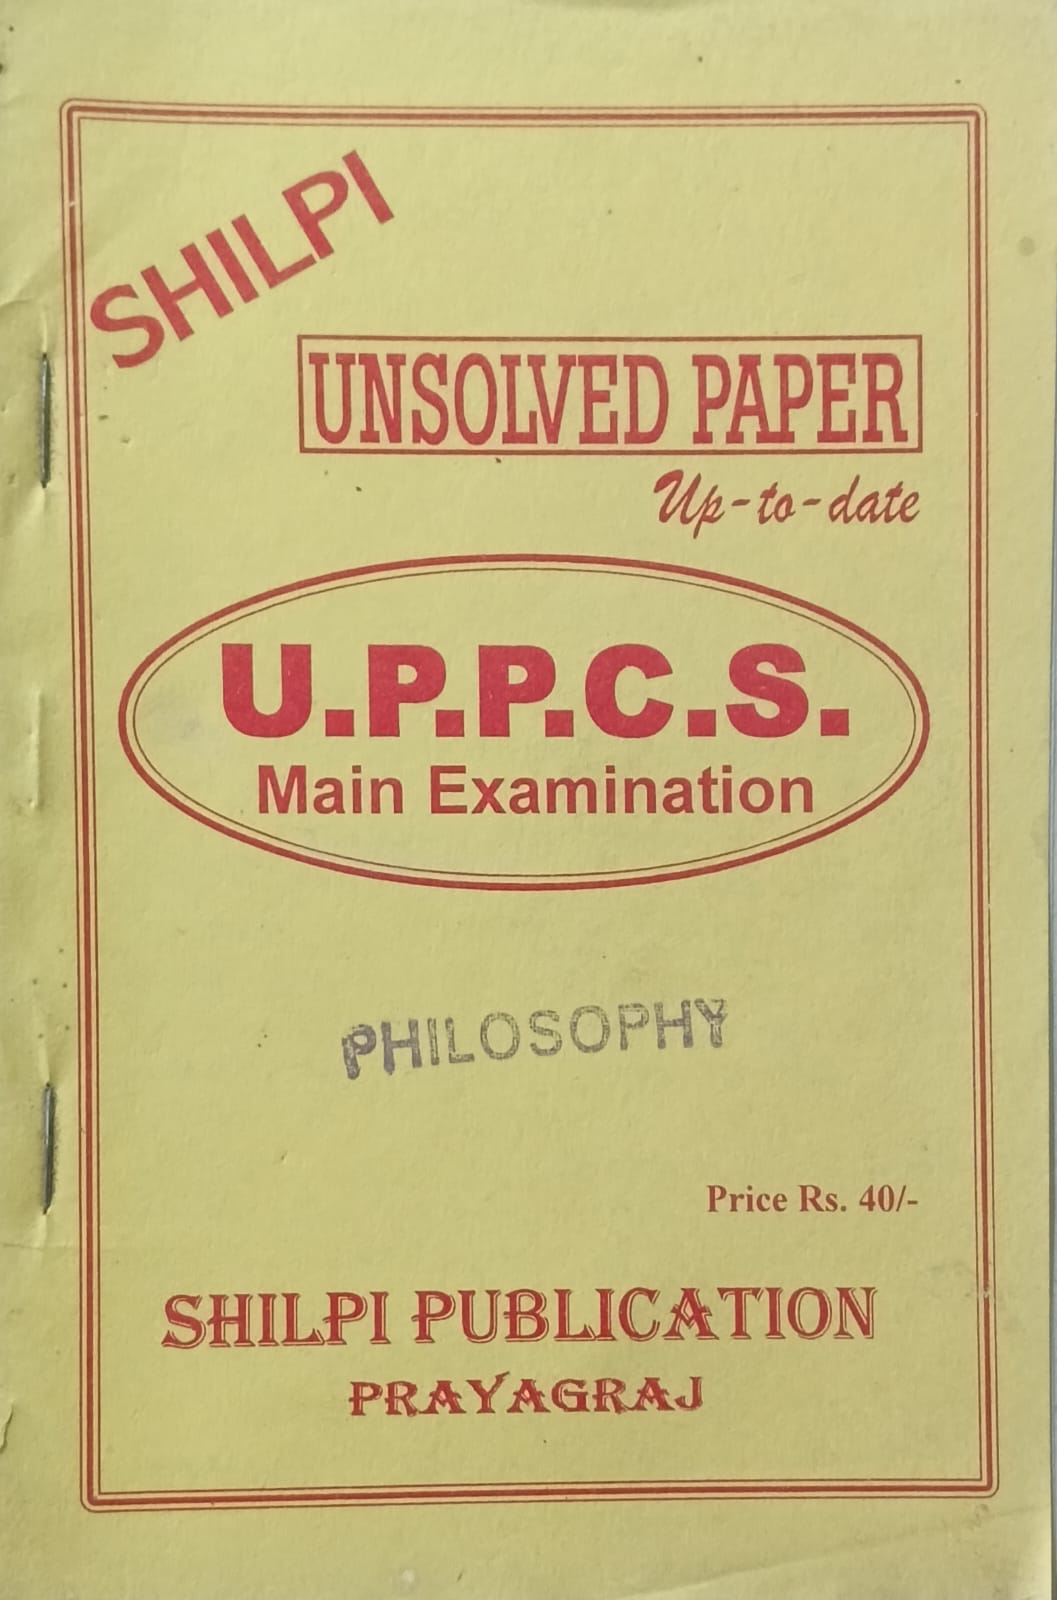 SHILPI
UNSOLVED PAPER
Up-to-date
U.P.P.C.S.
Main Examination
PHILOSOPHY
Price Rs. 40/-
SHILPI PUBLICATION
PRAYAGRAJ